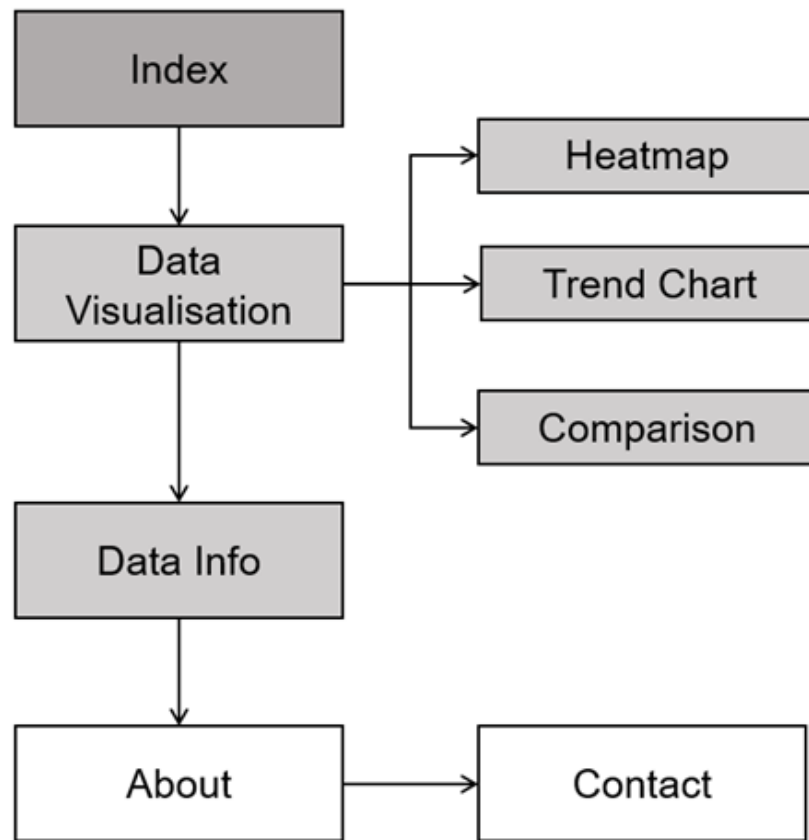 Index
Heatmap
Data
Visualisation
Trend Chart
Comparison
Data Info
About
Contact